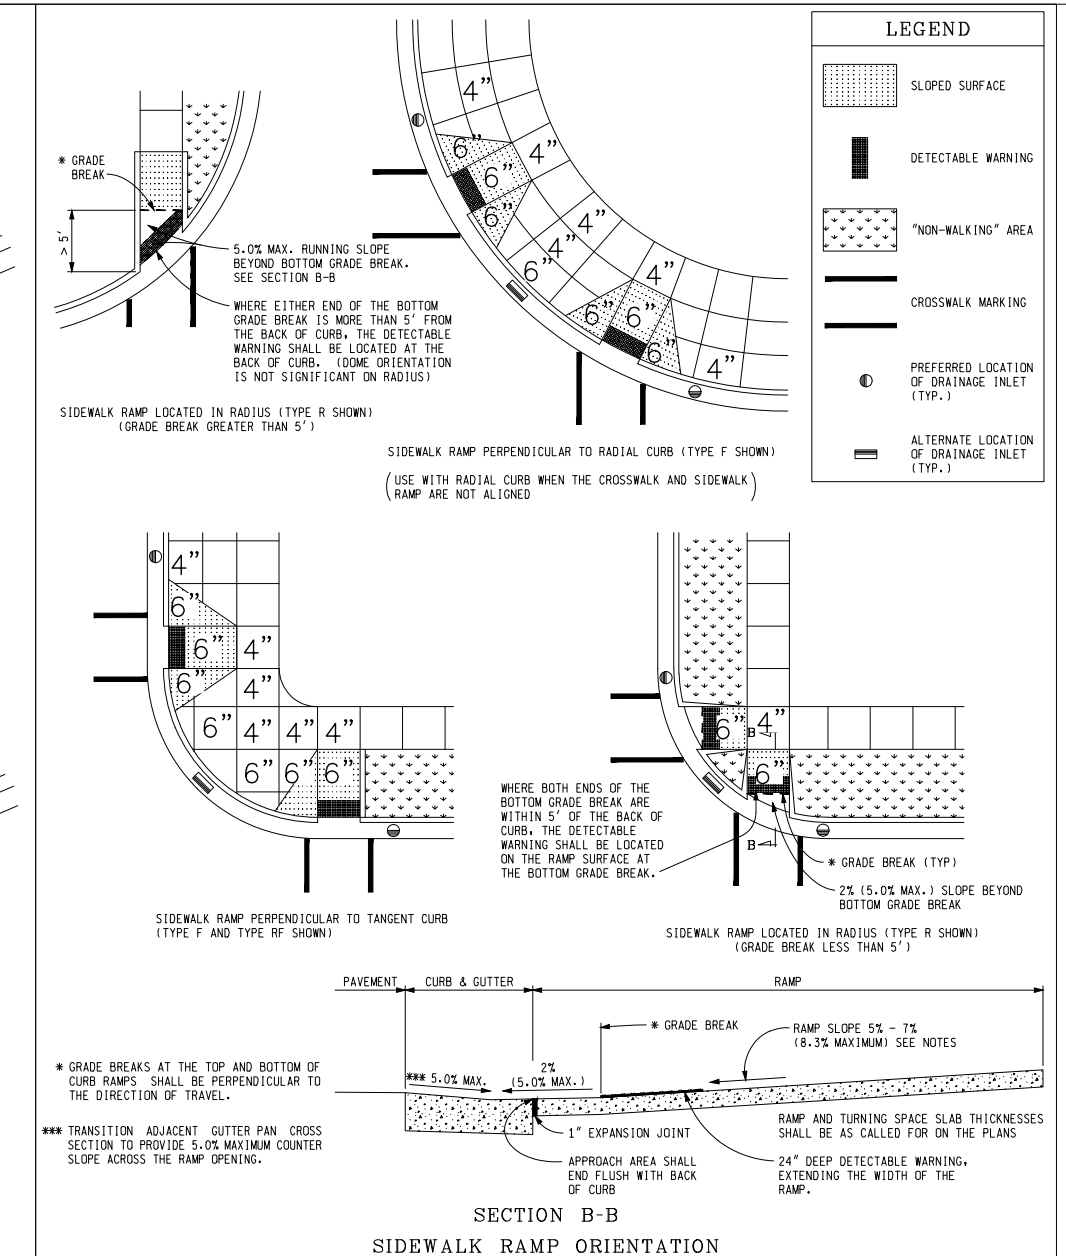 LEGEND
SLOPED SURFACE
DETECTABLE WARNING
"NON-WALKING" AREA
CROSSWALK MARKING
PREFERRED LOCATION
OF DRAINAGE INLET
(TYP.)
ALTERNATE LOCATION
OF DRAINAGE INLET
(TYP.)
* GRADE
BREAK
> 5'
5.0% MAX. RUNNING SLOPE
BEYOND BOTTOM GRADE BREAK.
SEE SECTION B-B
WHERE EITHER END OF THE BOTTOM
GRADE BREAK IS MORE THAN 5' FROM
THE BACK OF CURB, THE DETECTABLE
WARNING SHALL BE LOCATED AT THE
BACK OF CURB. (DOME ORIENTATION
IS NOT SIGNIFICANT ON RADIUS)
SIDEWALK RAMP LOCATED IN RADIUS (TYPE R SHOWN)
(GRADE BREAK GREATER THAN 5')
4"
6"
4"
6"
6"
4"
4"
6"
4"
6"
6"
6"
4"
SIDEWALK RAMP PERPENDICULAR TO RADIAL CURB (TYPE F SHOWN)
(USE WITH RADIAL CURB WHEN THE CROSSWALK AND SIDEWALK
RAMP ARE NOT ALIGNED)
4"
6"
6" 4"
6" 4"
6" 4" 4" 4"
6" 6" 6"
SIDEWALK RAMP PERPENDICULAR TO TANGENT CURB
(TYPE F AND TYPE RF SHOWN)
6" 4"
B
6"
B
WHERE BOTH ENDS OF THE
BOTTOM GRADE BREAK ARE
WITHIN 5' OF THE BACK OF
CURB, THE DETECTABLE
WARNING SHALL BE LOCATED
ON THE RAMP SURFACE AT
THE BOTTOM GRADE BREAK.
* GRADE BREAK (TYP)
2% (5.0% MAX.) SLOPE BEYOND
BOTTOM GRADE BREAK
SIDEWALK RAMP LOCATED IN RADIUS (TYPE R SHOWN)
(GRADE BREAK LESS THAN 5')
PAVEMENT CURB & GUTTER RAMP
* GRADE BREAK
RAMP SLOPE 5% - 7%
(8.3% MAXIMUM) SEE NOTES
*** 5.0% MAX.
2%
(5.0% MAX.)
1" EXPANSION JOINT
APPROACH AREA SHALL
END FLUSH WITH BACK
OF CURB
RAMP AND TURNING SPACE SLAB THICKNESSES
SHALL BE AS CALLED FOR ON THE PLANS
24" DEEP DETECTABLE WARNING,
EXTENDING THE WIDTH OF THE
RAMP.
* GRADE BREAKS AT THE TOP AND BOTTOM OF
CURB RAMPS SHALL BE PERPENDICULAR TO
THE DIRECTION OF TRAVEL.
*** TRANSITION ADJACENT GUTTER PAN CROSS
SECTION TO PROVIDE 5.0% MAXIMUM COUNTER
SLOPE ACROSS THE RAMP OPENING.
SECTION B-B
SIDEWALK RAMP ORIENTATION